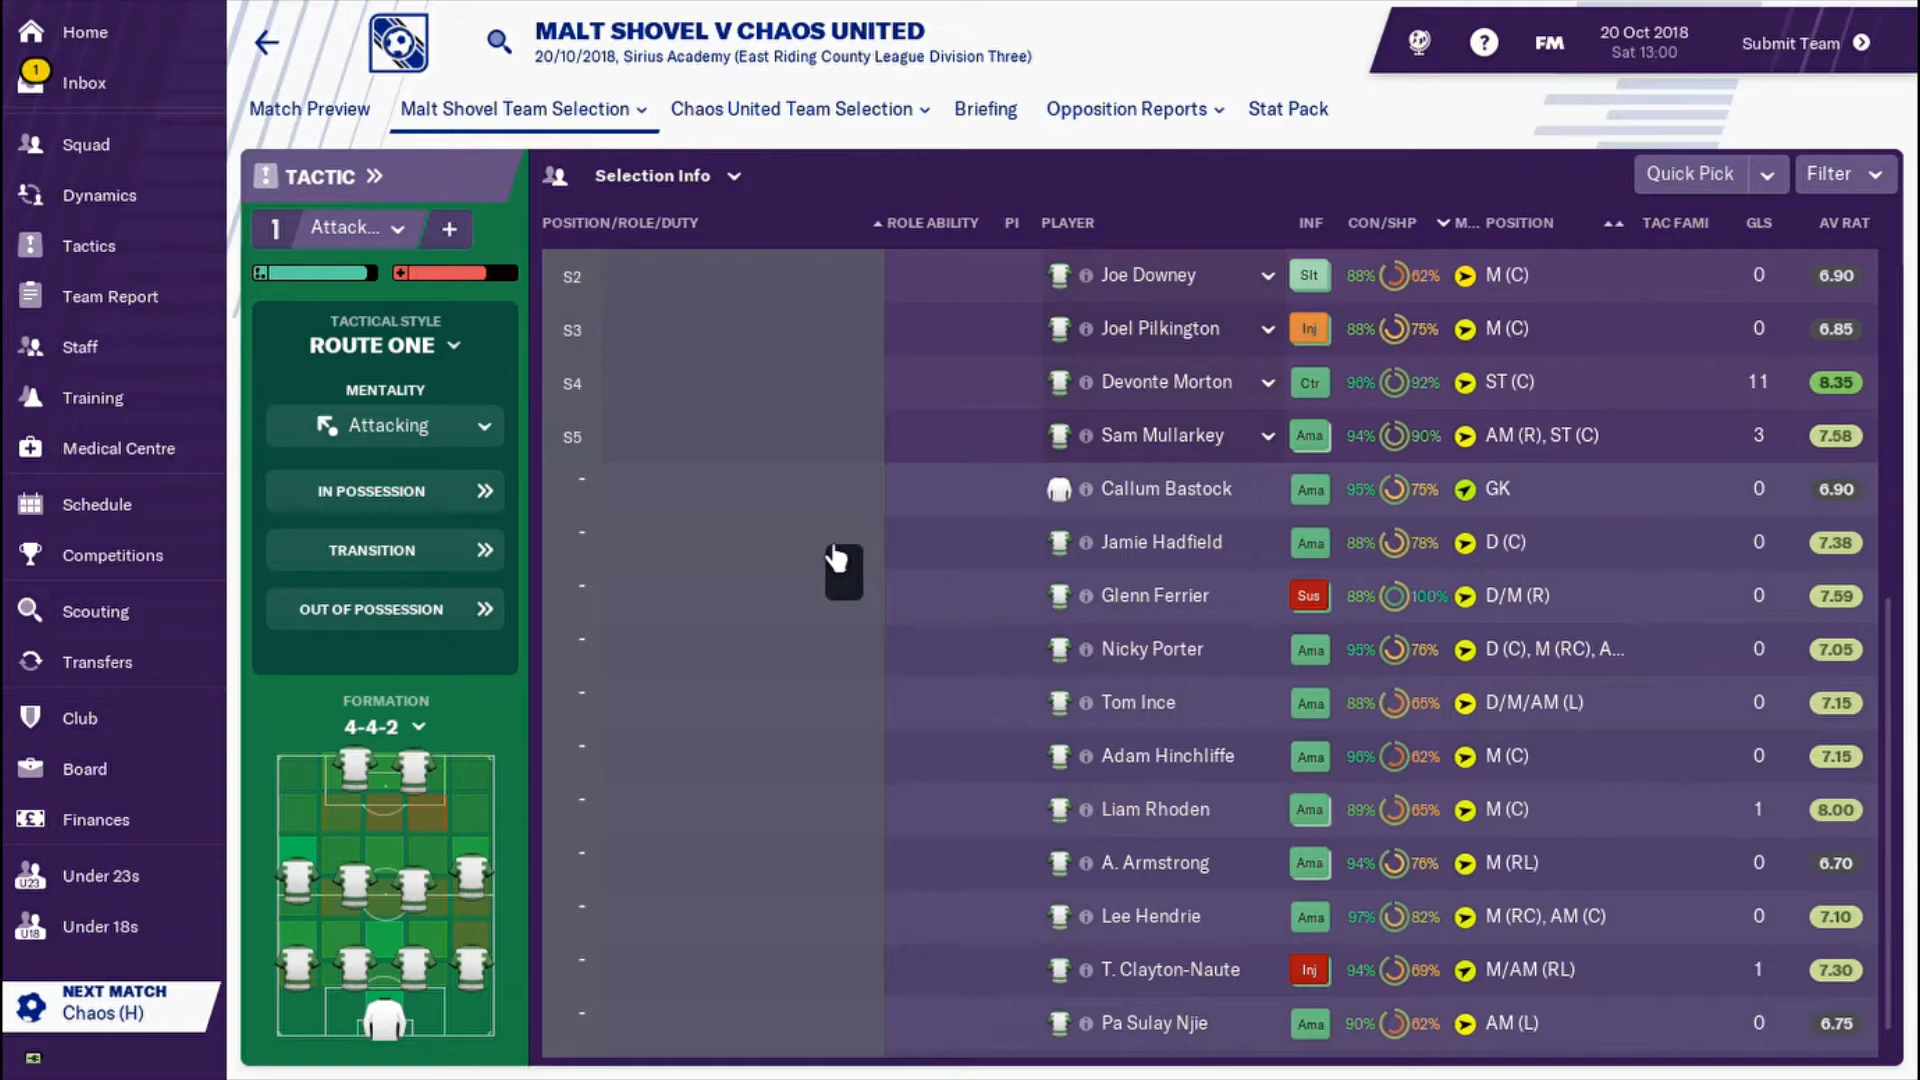 Home
1
Inbox
Squad
Dynamics
Tactics
Team Report
Staff
Training
Medical Centre
Schedule
Competitions
Scouting
Transfers
Club
Board
Finances
U23 Under 23s
U18 Under 18s
NEXT MATCH
Chaos (H)
MALT SHOVEL V CHAOS UNITED
20/10/2018, Sirius Academy (East Riding County League Division Three)
? FM
20 Oct 2018
Sat 13:00
Submit Team
Match Preview Malt Shovel Team Selection Chaos United Team Selection Briefing Opposition Reports Stat Pack
TACTIC
1 Attack... +
TACTICAL STYLE
ROUTE ONE
MENTALITY
Attacking
IN POSSESSION
TRANSITION
OUT OF POSSESSION
FORMATION
4-4-2
Selection Info Quick Pick Filter
POSITION/ROLE/DUTY ROLE ABILITY PI PLAYER INF CON/SHP M... POSITION TAC FAMI GLS AV RAT
S2 Joe Downey Slt 88% 62% M (C) 0 6.90
S3 Joel Pilkington Inj 88% 75% M (C) 0 6.85
S4 Devonte Morton Ctr 96% 92% ST (C) 11 8.35
S5 Sam Mullarkey Ama 94% 90% AM (R), ST (C) 3 7.58
- Callum Bastock Ama 95% 75% GK 0 6.90
- Jamie Hadfield Ama 88% 78% D (C) 0 7.38
- Glenn Ferrier Sus 88% 100% D/M (R) 0 7.59
- Nicky Porter Ama 95% 76% D (C), M (RC), A... 0 7.05
- Tom Ince Ama 88% 65% D/M/AM (L) 0 7.15
- Adam Hinchliffe Ama 96% 62% M (C) 0 7.15
- Liam Rhoden Ama 89% 65% M (C) 1 8.00
- A. Armstrong Ama 94% 76% M (RL) 0 6.70
- Lee Hendrie Ama 97% 82% M (RC), AM (C) 0 7.10
- T. Clayton-Naute Inj 94% 69% M/AM (RL) 1 7.30
- Pa Sulay Njie Ama 90% 62% AM (L) 0 6.75